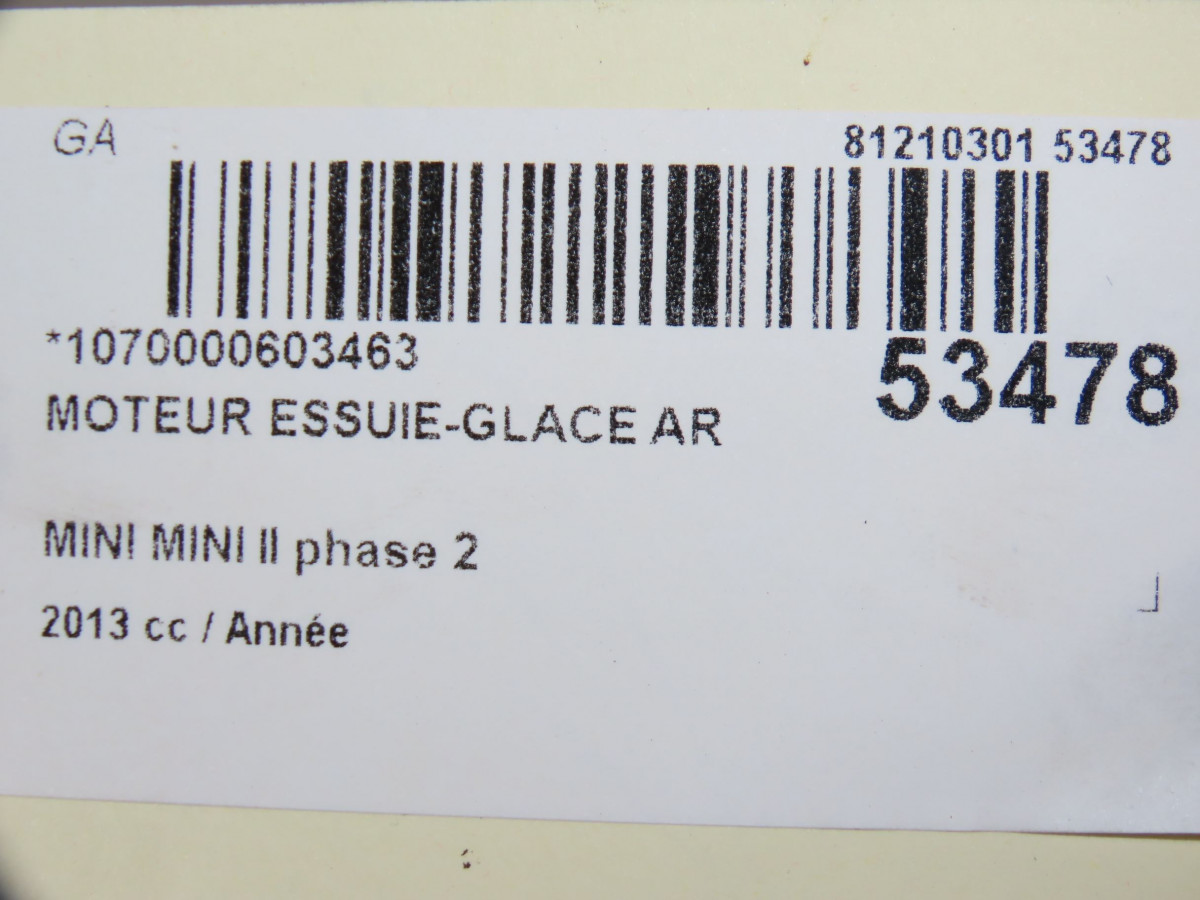 GA 81210301 53478
*1070000603463 53478
MOTEUR ESSUIE-GLACE AR
MINI MINI II phase 2
2013 cc / Année